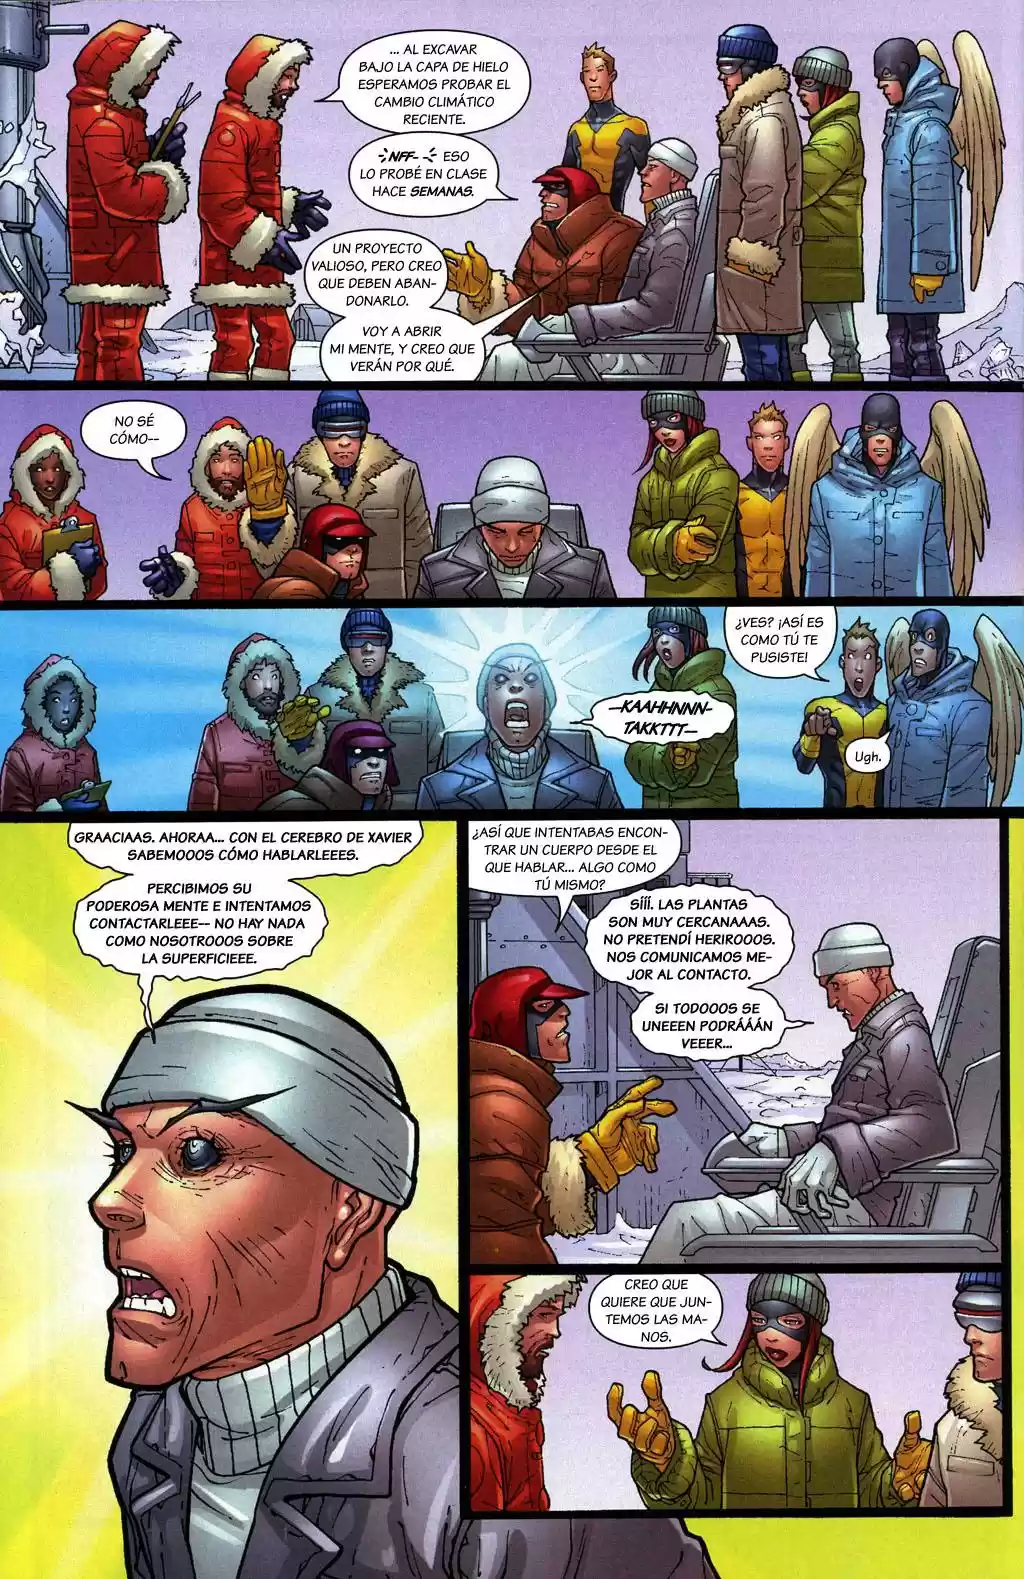 ... AL EXCAVAR
BAJO LA CAPA DE HIELO
ESPERAMOS PROBAR EL
CAMBIO CLIMÁTICO
RECIENTE.
NFF-- ESO
LO PROBÉ EN CLASE
HACE SEMANAS.
UN PROYECTO
VALIOSO, PERO CREO
QUE DEBEN ABAN-
DONARLO.
VOY A ABRIR
MI MENTE, Y CREO QUE
VERÁN POR QUÉ.
NO SÉ
CÓMO--
—KAAHHNNN-
TAKKTTT—
¿VES? ¡ASÍ ES
COMO TÚ TE
PUSISTE!
Ugh.
GRAACIAAS. AHORAA... CON EL CEREBRO DE XAVIER
SABEMOOOS CÓMO HABLARLEEES.
PERCIBIMOS SU
PODEROSA MENTE E INTENTAMOS
CONTACTARLEEE-- NO HAY NADA
COMO NOSOTROOOS SOBRE
LA SUPERFICIEEE.
¿ASÍ QUE INTENTABAS ENCON-
TRAR UN CUERPO DESDE EL
QUE HABLAR... ALGO COMO
TÚ MISMO?
SÍÍÍ. LAS PLANTAS
SON MUY CERCANAAAS.
NO PRETENDÍ HERIROOOS.
NOS COMUNICAMOS ME-
JOR AL CONTACTO.
SI TODOOOS SE
UNEEEN PODRÁÁÁN
VEEER...
CREO QUE
QUIERE QUE JUN-
TEMOS LAS MA-
NOS.